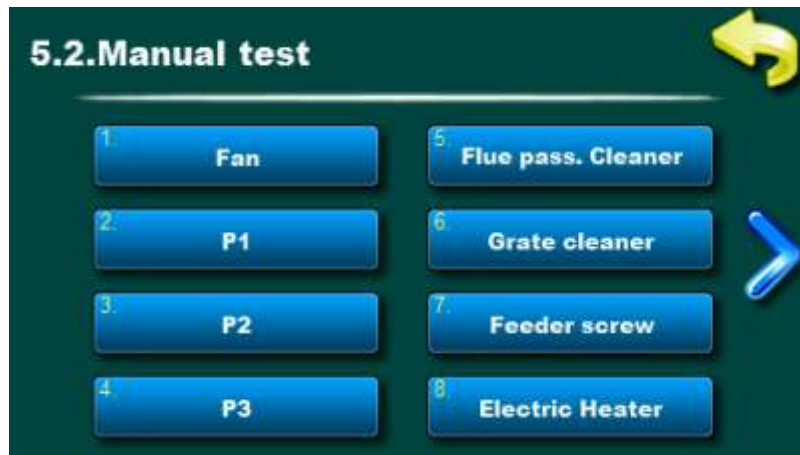 5.2.Manual test
1. Fan
2. P1
3. P2
4. P3
5. Flue pass. Cleaner
6. Grate cleaner
7. Feeder screw
8. Electric Heater